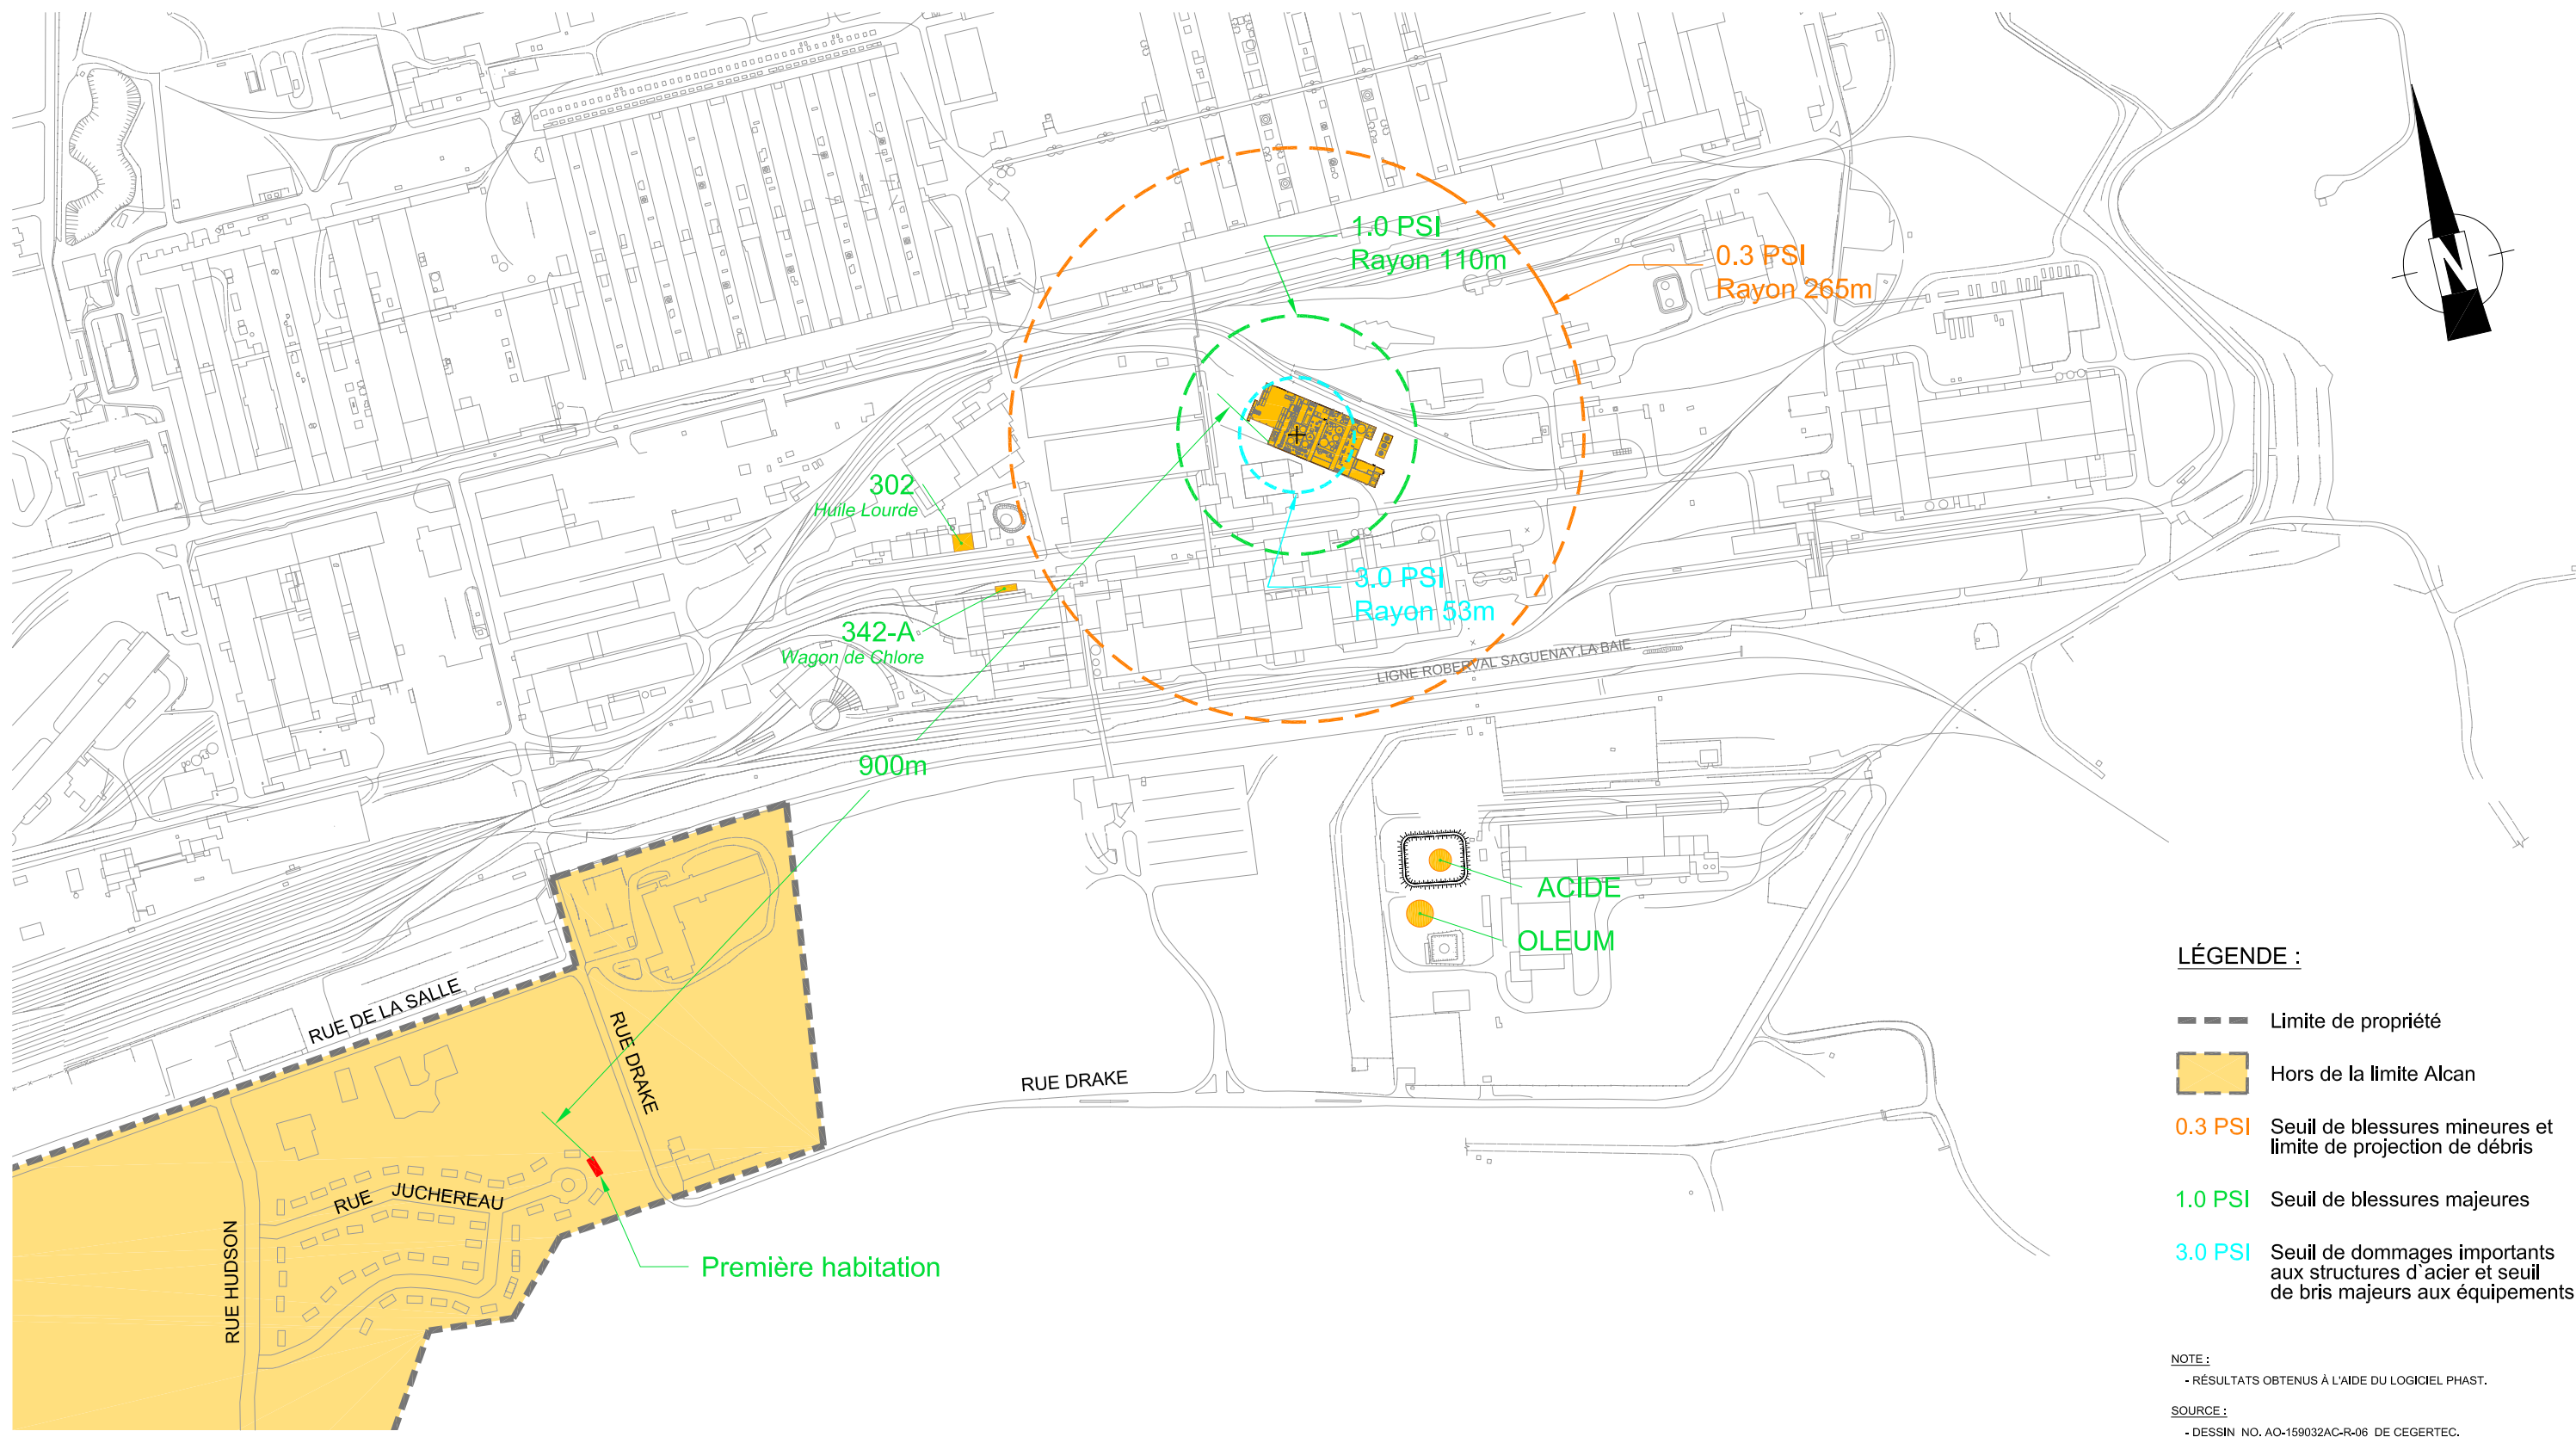 1.0 PSI
Rayon 110m
0.3 PSI
Rayon 265m
302
Huile Lourde
3.0 PSI
Rayon 53m
342-A
Wagon de Chlore
LIGNE ROBERVAL SAGUENAY, LA BAIE
900m
ACIDE
OLEUM
RUE DE LA SALLE
RUE DRAKE
RUE DRAKE
RUE JUCHEREAU
RUE HUDSON
Première habitation
N
LÉGENDE :
Limite de propriété
Hors de la limite Alcan
0.3 PSI Seuil de blessures mineures et
limite de projection de débris
1.0 PSI Seuil de blessures majeures
3.0 PSI Seuil de dommages importants
aux structures d`acier et seuil
de bris majeurs aux équipements
NOTE :
- RÉSULTATS OBTENUS À L'AIDE DU LOGICIEL PHAST.
SOURCE :
- DESSIN NO. AO-159032AC-R-06 DE CEGERTEC.